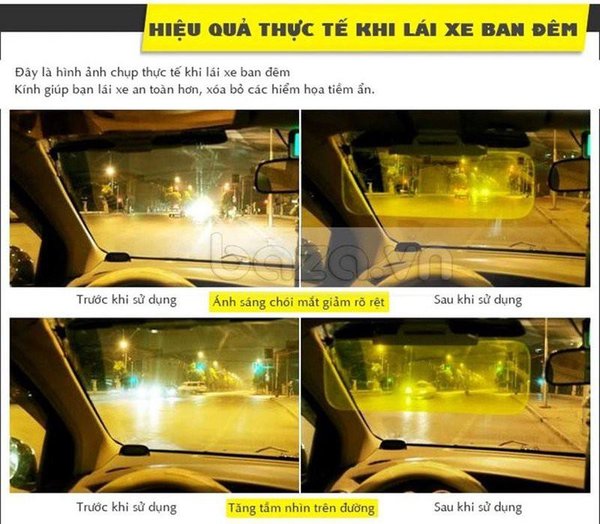 HIỆU QUẢ THỰC TẾ KHI LÁI XE BAN ĐÊM
Đây là hình ảnh chụp thực tế khi lái xe ban đêm
Kính giúp bạn lái xe an toàn hơn, xóa bỏ các hiểm họa tiềm ẩn.
baza.vn
Trước khi sử dụng
Ánh sáng chói mắt giảm rõ rệt
Sau khi sử dụng
Trước khi sử dụng
Tăng tầm nhìn trên đường
Sau khi sử dụng